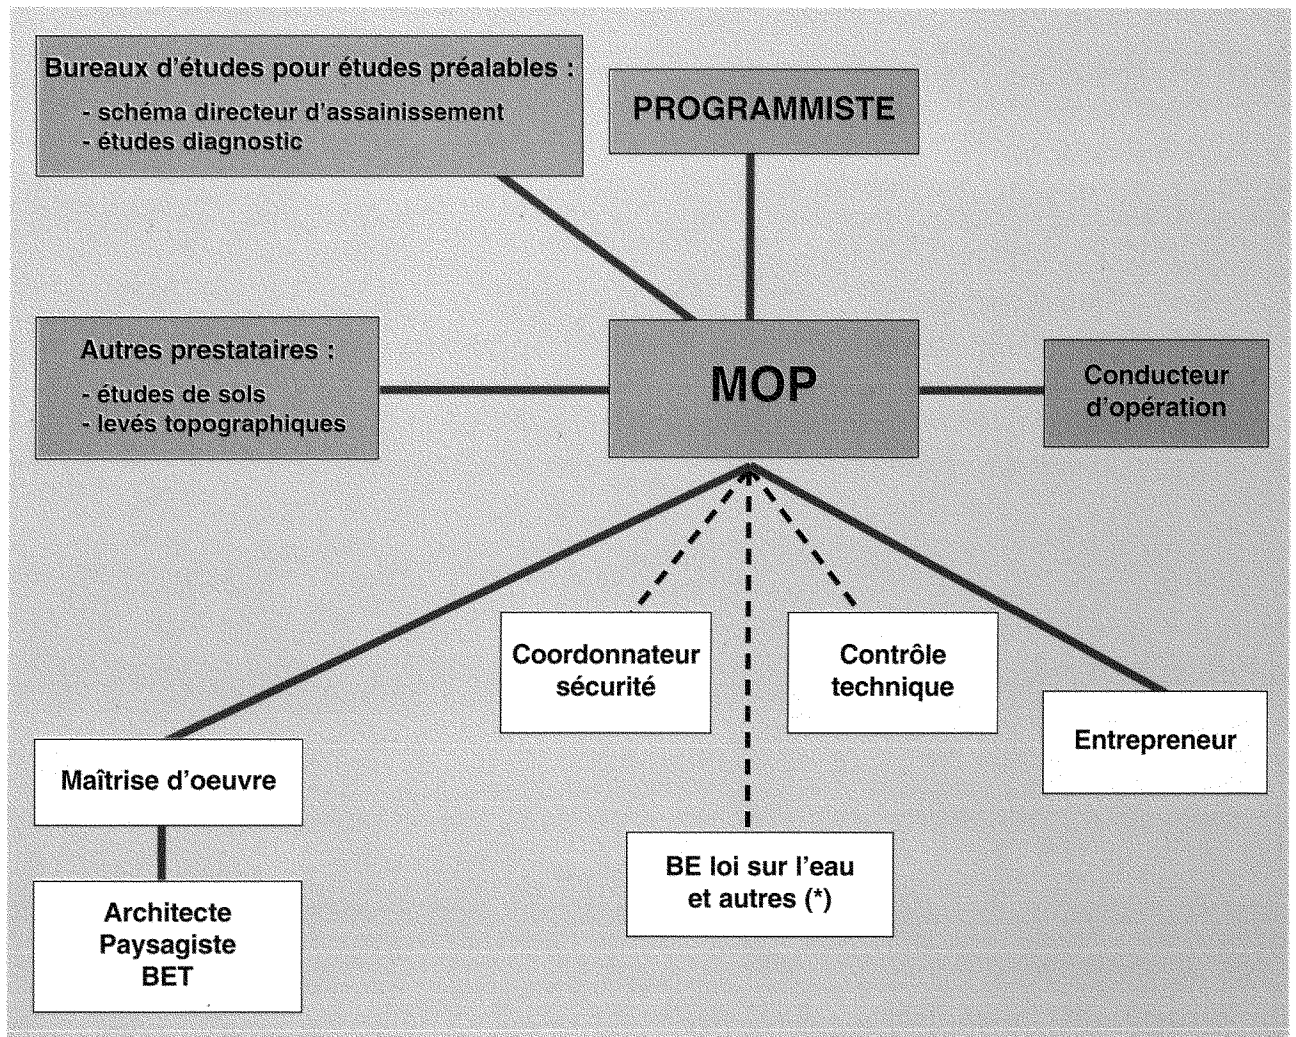 Bureaux d'études pour études préalables :
- schéma directeur d'assainissement
- études diagnostic
PROGRAMMISTE
Autres prestataires :
- études de sols
- levés topographiques
MOP
Conducteur
d'opération
Coordonnateur
sécurité
Contrôle
technique
Entrepreneur
Maîtrise d'oeuvre
BE loi sur l'eau
et autres (*)
Architecte
Paysagiste
BET